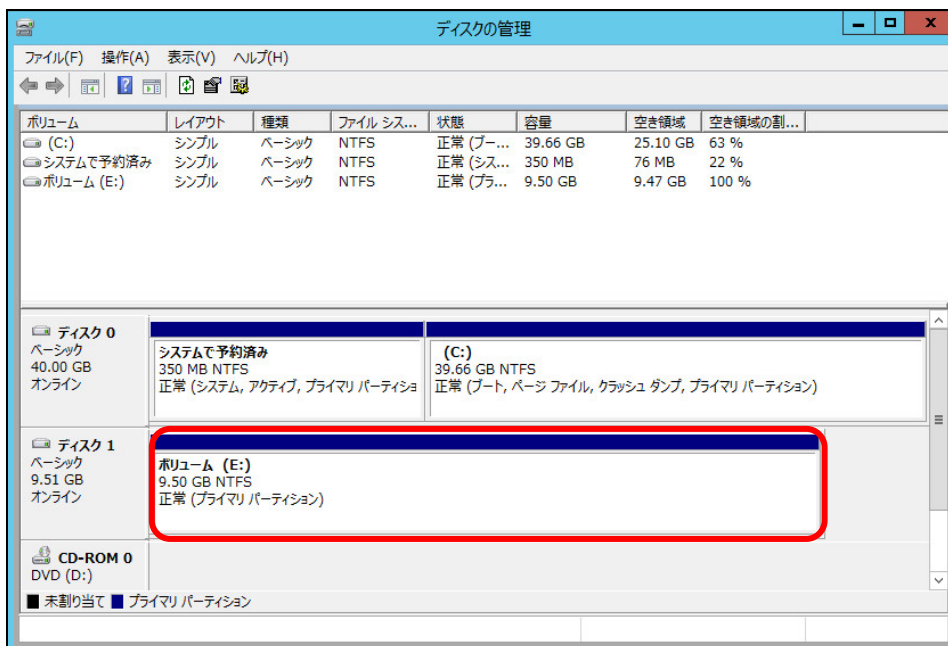 ディスクの管理
ファイル(F) 操作(A) 表示(V) ヘルプ(H)
ボリューム レイアウト 種類 ファイル シス... 状態 容量 空き領域 空き領域の割...
(C:) シンプル ベーシック NTFS 正常 (ブー... 39.66 GB 25.10 GB 63 %
システムで予約済み シンプル ベーシック NTFS 正常 (シス... 350 MB 76 MB 22 %
ボリューム (E:) シンプル ベーシック NTFS 正常 (プラ... 9.50 GB 9.47 GB 100 %
ディスク 0
ベーシック
40.00 GB
オンライン
システムで予約済み
350 MB NTFS
正常 (システム, アクティブ, プライマリ パーティショ
(C:)
39.66 GB NTFS
正常 (ブート, ページ ファイル, クラッシュ ダンプ, プライマリ パーティション)
ディスク 1
ベーシック
9.51 GB
オンライン
ボリューム (E:)
9.50 GB NTFS
正常 (プライマリ パーティション)
CD-ROM 0
DVD (D:)
未割り当て プライマリ パーティション